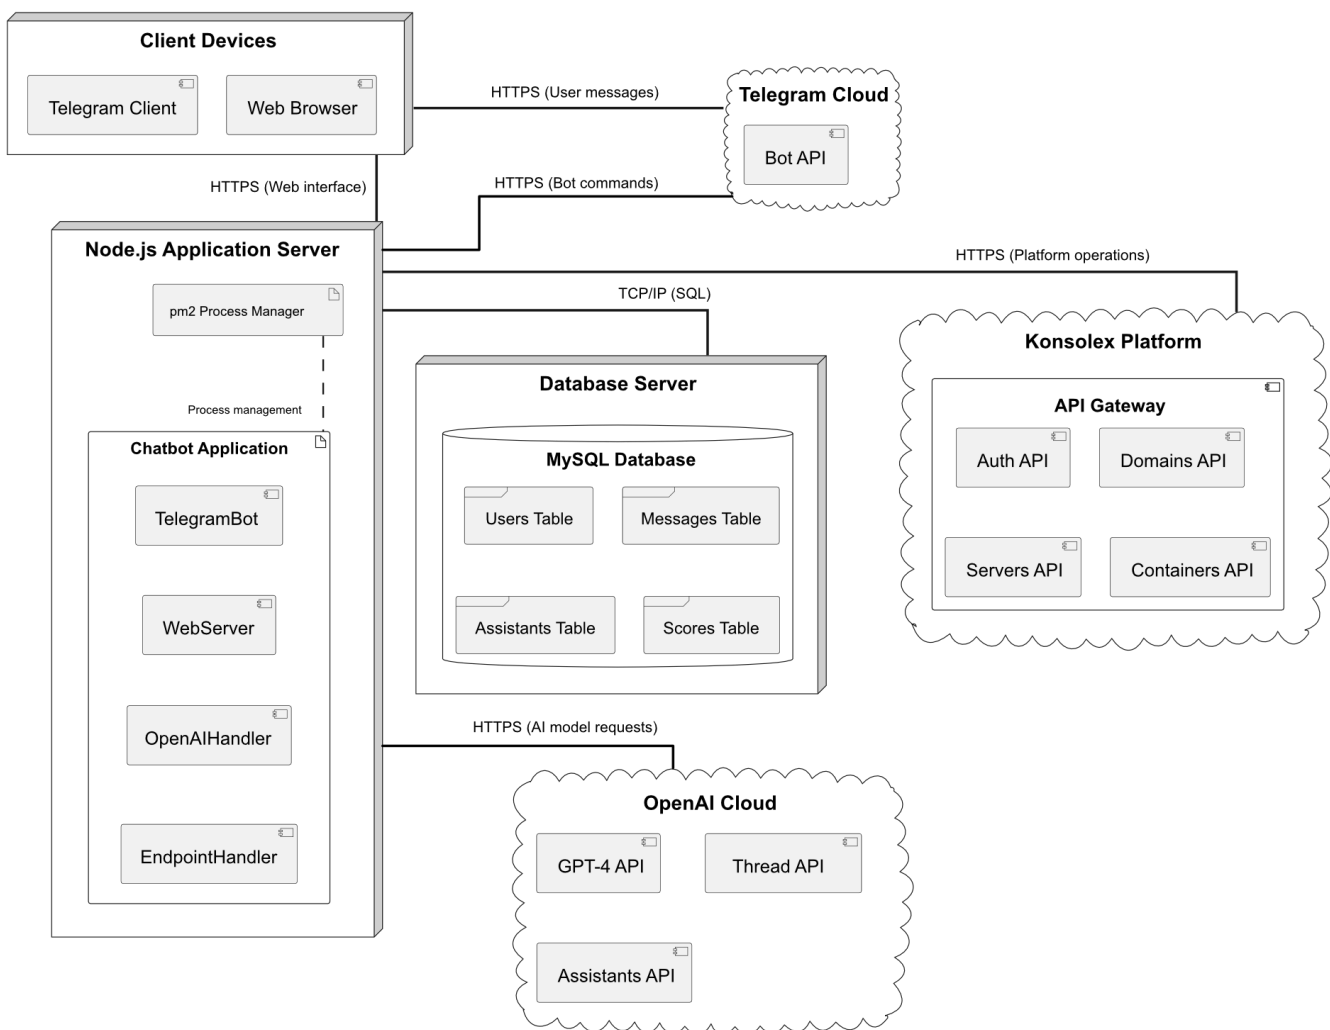 Client Devices
Telegram Client
Web Browser
HTTPS (User messages)
Telegram Cloud
Bot API
HTTPS (Web interface)
HTTPS (Bot commands)
Node.js Application Server
pm2 Process Manager
Process management
Chatbot Application
TelegramBot
WebServer
OpenAIHandler
EndpointHandler
HTTPS (Platform operations)
TCP/IP (SQL)
Database Server
MySQL Database
Users Table
Messages Table
Assistants Table
Scores Table
Konsolex Platform
API Gateway
Auth API
Domains API
Servers API
Containers API
HTTPS (AI model requests)
OpenAI Cloud
GPT-4 API
Thread API
Assistants API